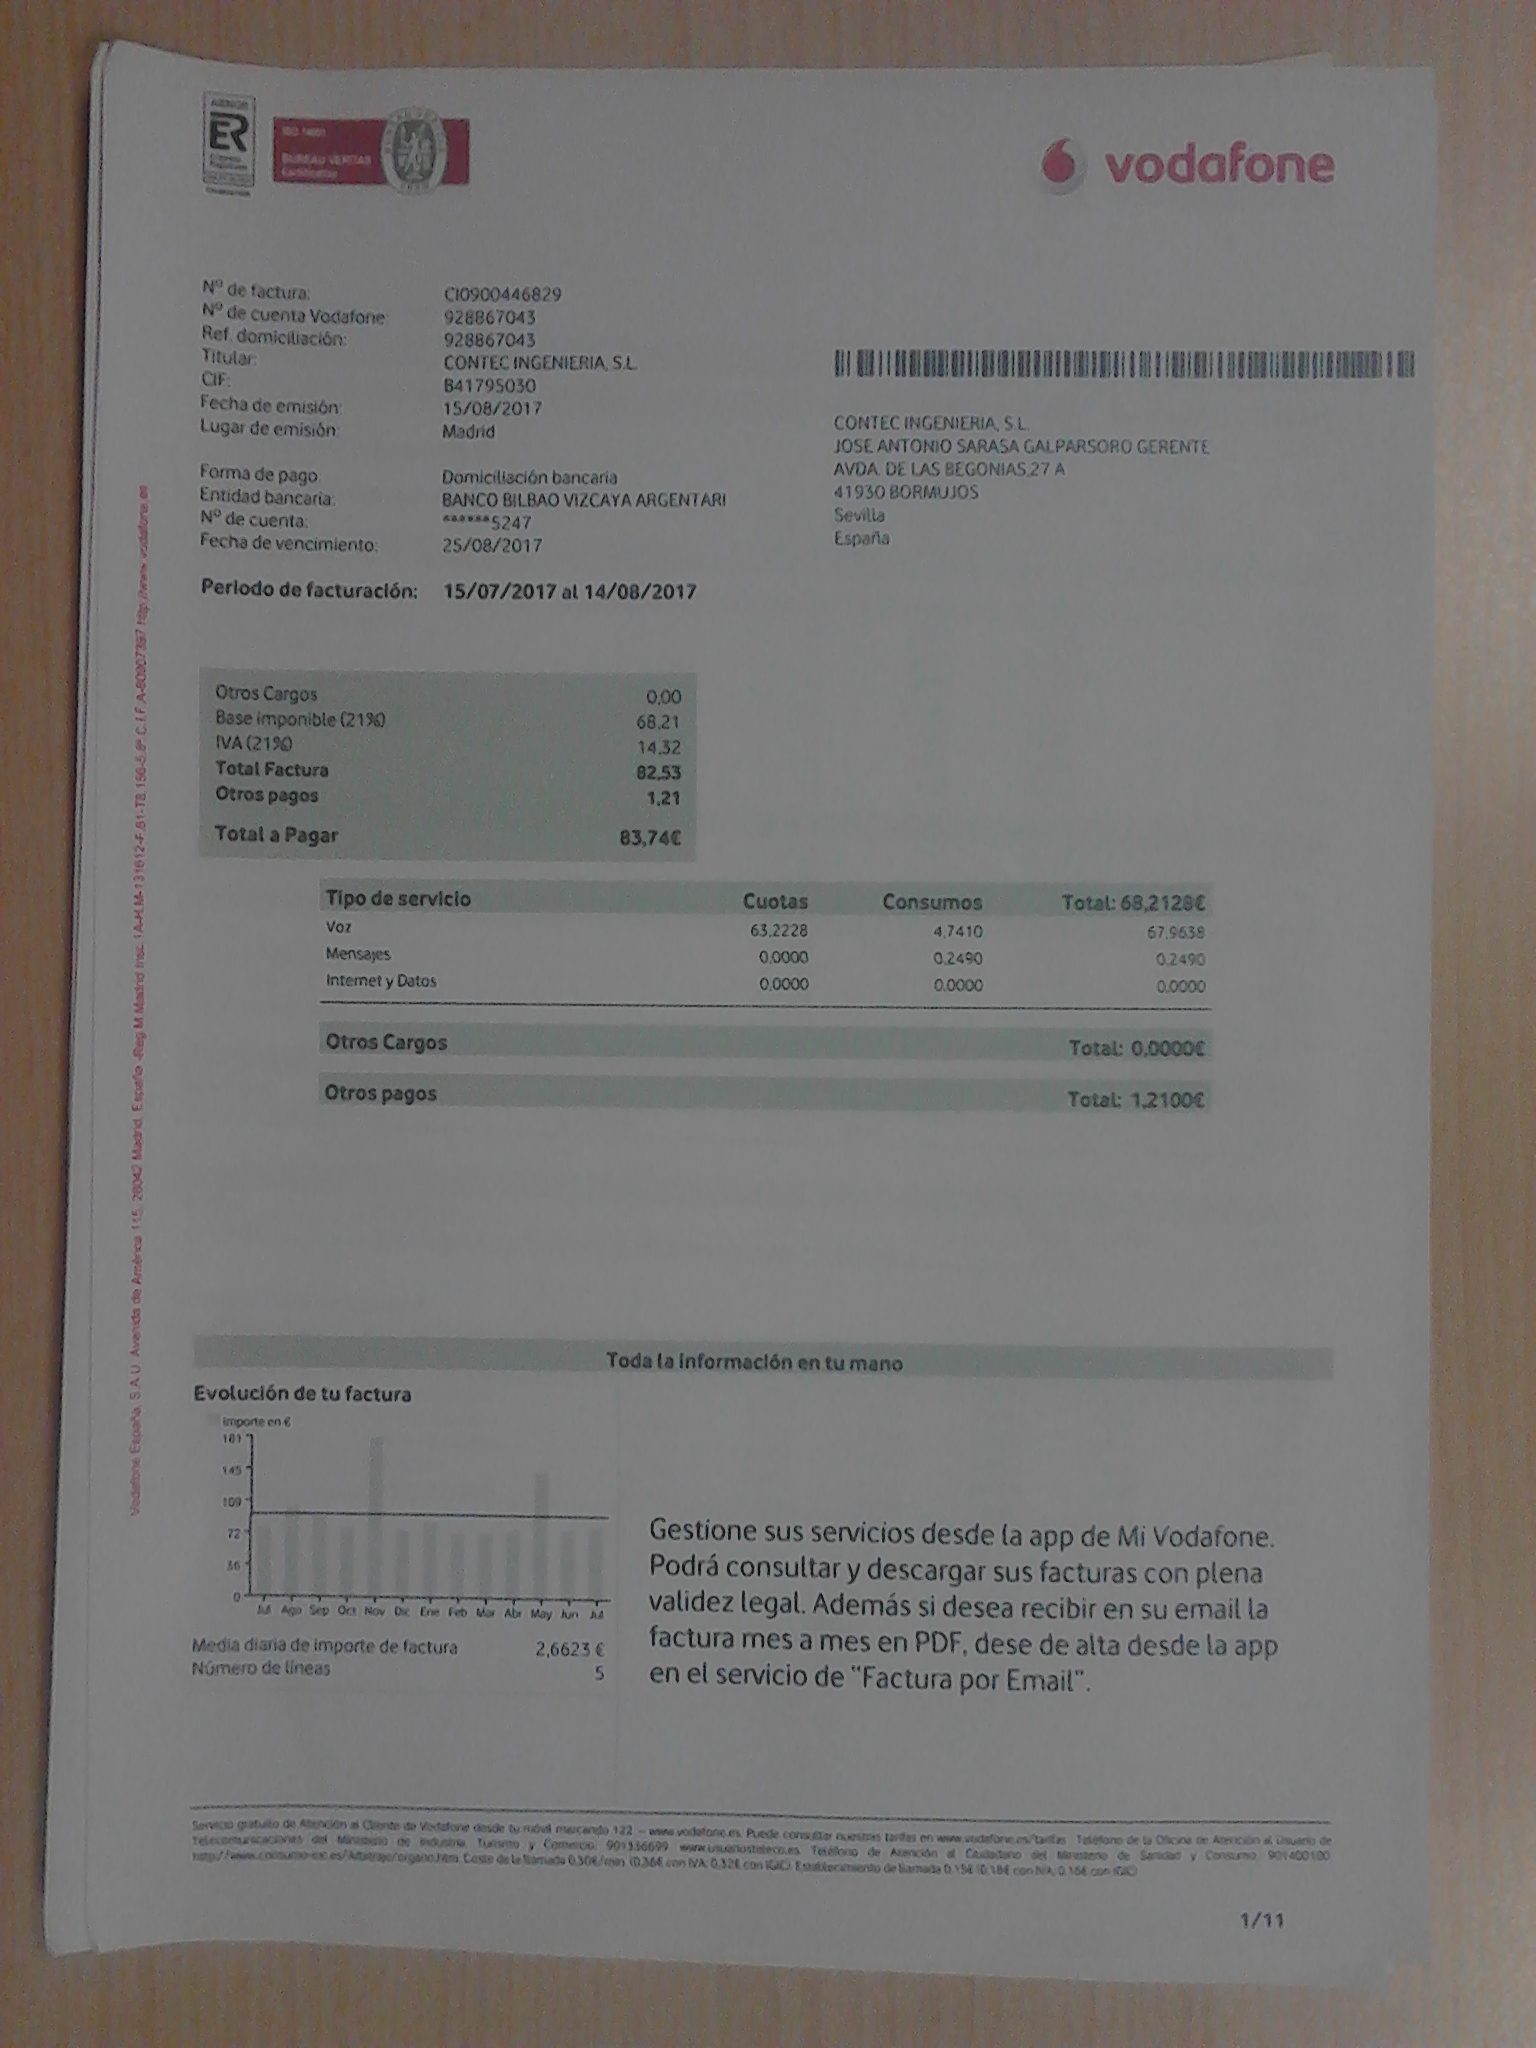 AENOR
ER
ISO 14001
BUREAU VERITAS
Certification
vodafone
Nº de factura: CI0900446829
Nº de cuenta Vodafone: 928867043
Ref. domiciliación: 928867043
Titular: CONTEC INGENIERIA, S.L.
CIF: B41795030
Fecha de emisión: 15/08/2017
Lugar de emisión: Madrid
CONTEC INGENIERIA, S.L.
JOSE ANTONIO SARASA GALPARSORO GERENTE
AVDA. DE LAS BEGONIAS,27 A
41930 BORMUJOS
Sevilla
España
Forma de pago: Domiciliación bancaria
Entidad bancaria: BANCO BILBAO VIZCAYA ARGENTARI
Nº de cuenta: ******5247
Fecha de vencimiento: 25/08/2017
Periodo de facturación: 15/07/2017 al 14/08/2017
Otros Cargos 0,00
Base imponible (21%) 68,21
IVA (21%) 14,32
Total Factura 82,53
Otros pagos 1,21
Total a Pagar 83,74€
Tipo de servicio Cuotas Consumos Total: 68,2128€
Voz 63,2228 4,7410 67,9638
Mensajes 0,0000 0,2490 0,2490
Internet y Datos 0,0000 0,0000 0,0000
Otros Cargos Total: 0,0000€
Otros pagos Total: 1,2100€
Toda la información en tu mano
Evolución de tu factura
Importe en €
181
145
109
72
36
0
Jul Ago Sep Oct Nov Dic Ene Feb Mar Abr May Jun Jul
Media diaria de importe de factura 2,6623 €
Número de líneas 5
Gestione sus servicios desde la app de Mi Vodafone.
Podrá consultar y descargar sus facturas con plena
validez legal. Además si desea recibir en su email la
factura mes a mes en PDF, dese de alta desde la app
en el servicio de "Factura por Email".
Servicio gratuito de Atención al Cliente de Vodafone desde tu móvil marcando 122 – www.vodafone.es. Puede consultar nuestras tarifas en www.vodafone.es/tarifas Teléfono de la Oficina de Atención al usuario de
Telecomunicaciones del Ministerio de Industria, Turismo y Comercio: 901336699 www.usuariosteleco.es. Teléfono de Atención al Ciudadano del Ministerio de Sanidad y Consumo 901400100
http://www.consumo-inc.es/Arbitraje/organo.htm. Coste de la llamada 0,30€/min. (0,36€ con IVA; 0,32€ con IGIC). Establecimiento de llamada 0,15€ (0,18€ con IVA; 0,16€ con IGIC)
1/11
Vodafone España, S.A.U. Avenida de América 115, 28042 Madrid. España -Reg.M.Madrid Insc.1A-H.M-131612-F.61-T8.156-5.8ª C.I.F.A-80907397 http://www.vodafone.es